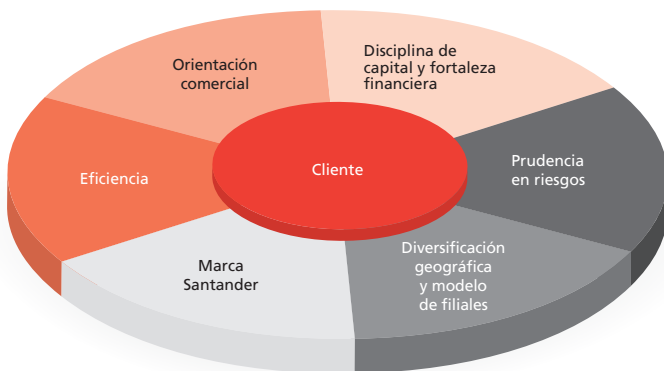 Orientación
comercial
Disciplina de
capital y fortaleza
financiera
Eficiencia
Cliente
Prudencia
en riesgos
Marca
Santander
Diversificación
geográfica
y modelo
de filiales